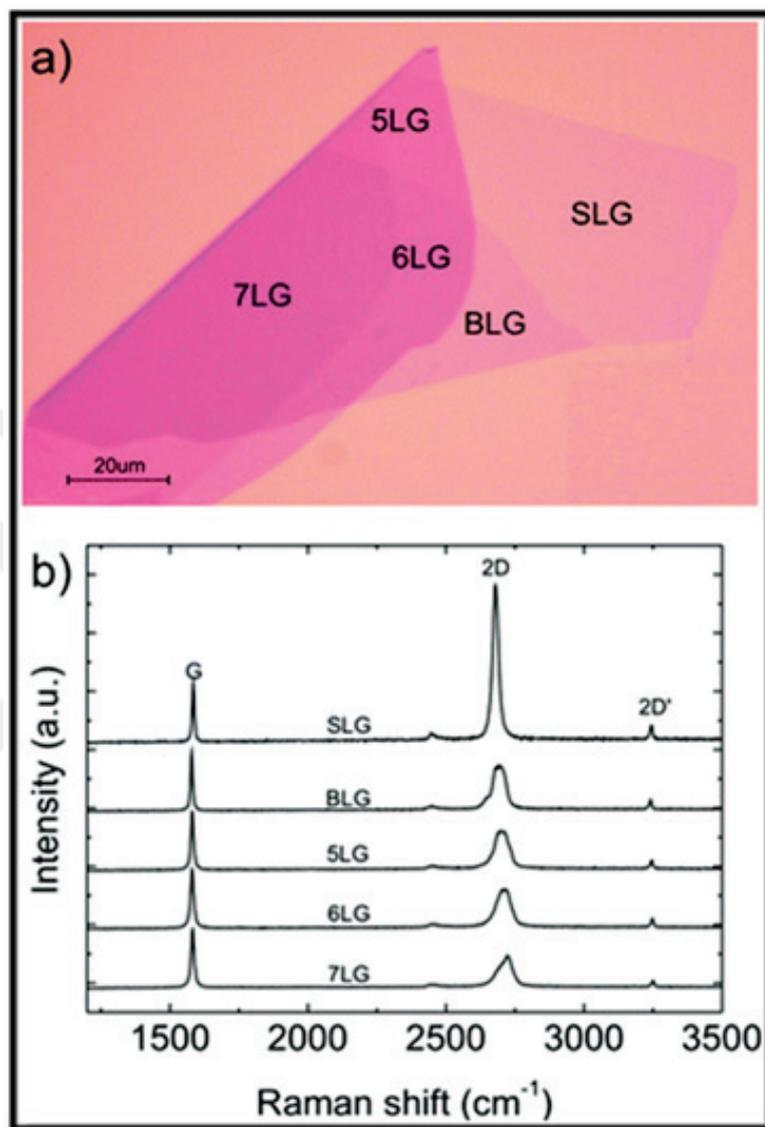 a)
5LG
SLG
6LG
7LG
BLG
20um
b)
2D
G
2D'
SLG
BLG
5LG
6LG
7LG
Intensity (a.u.)
1500 2000 2500 3000 3500
Raman shift (cm⁻¹)